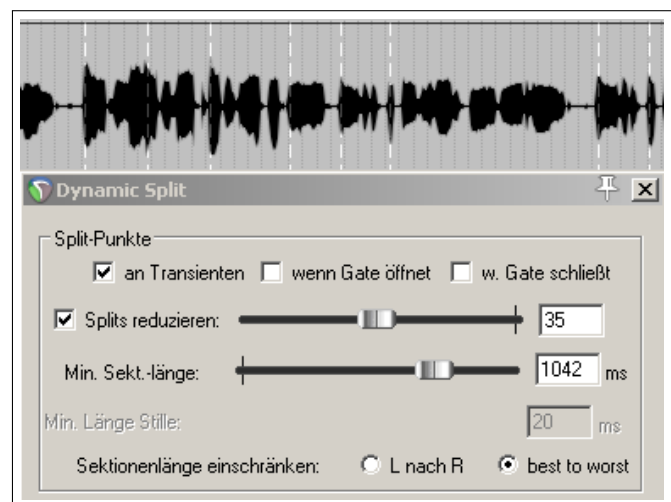 Dynamic Split
Split-Punkte
an Transienten wenn Gate öffnet w. Gate schließt
Splits reduzieren: 35
Min. Sekt.-länge: 1042 ms
Min. Länge Stille: 20 ms
Sektionenlänge einschränken: L nach R best to worst